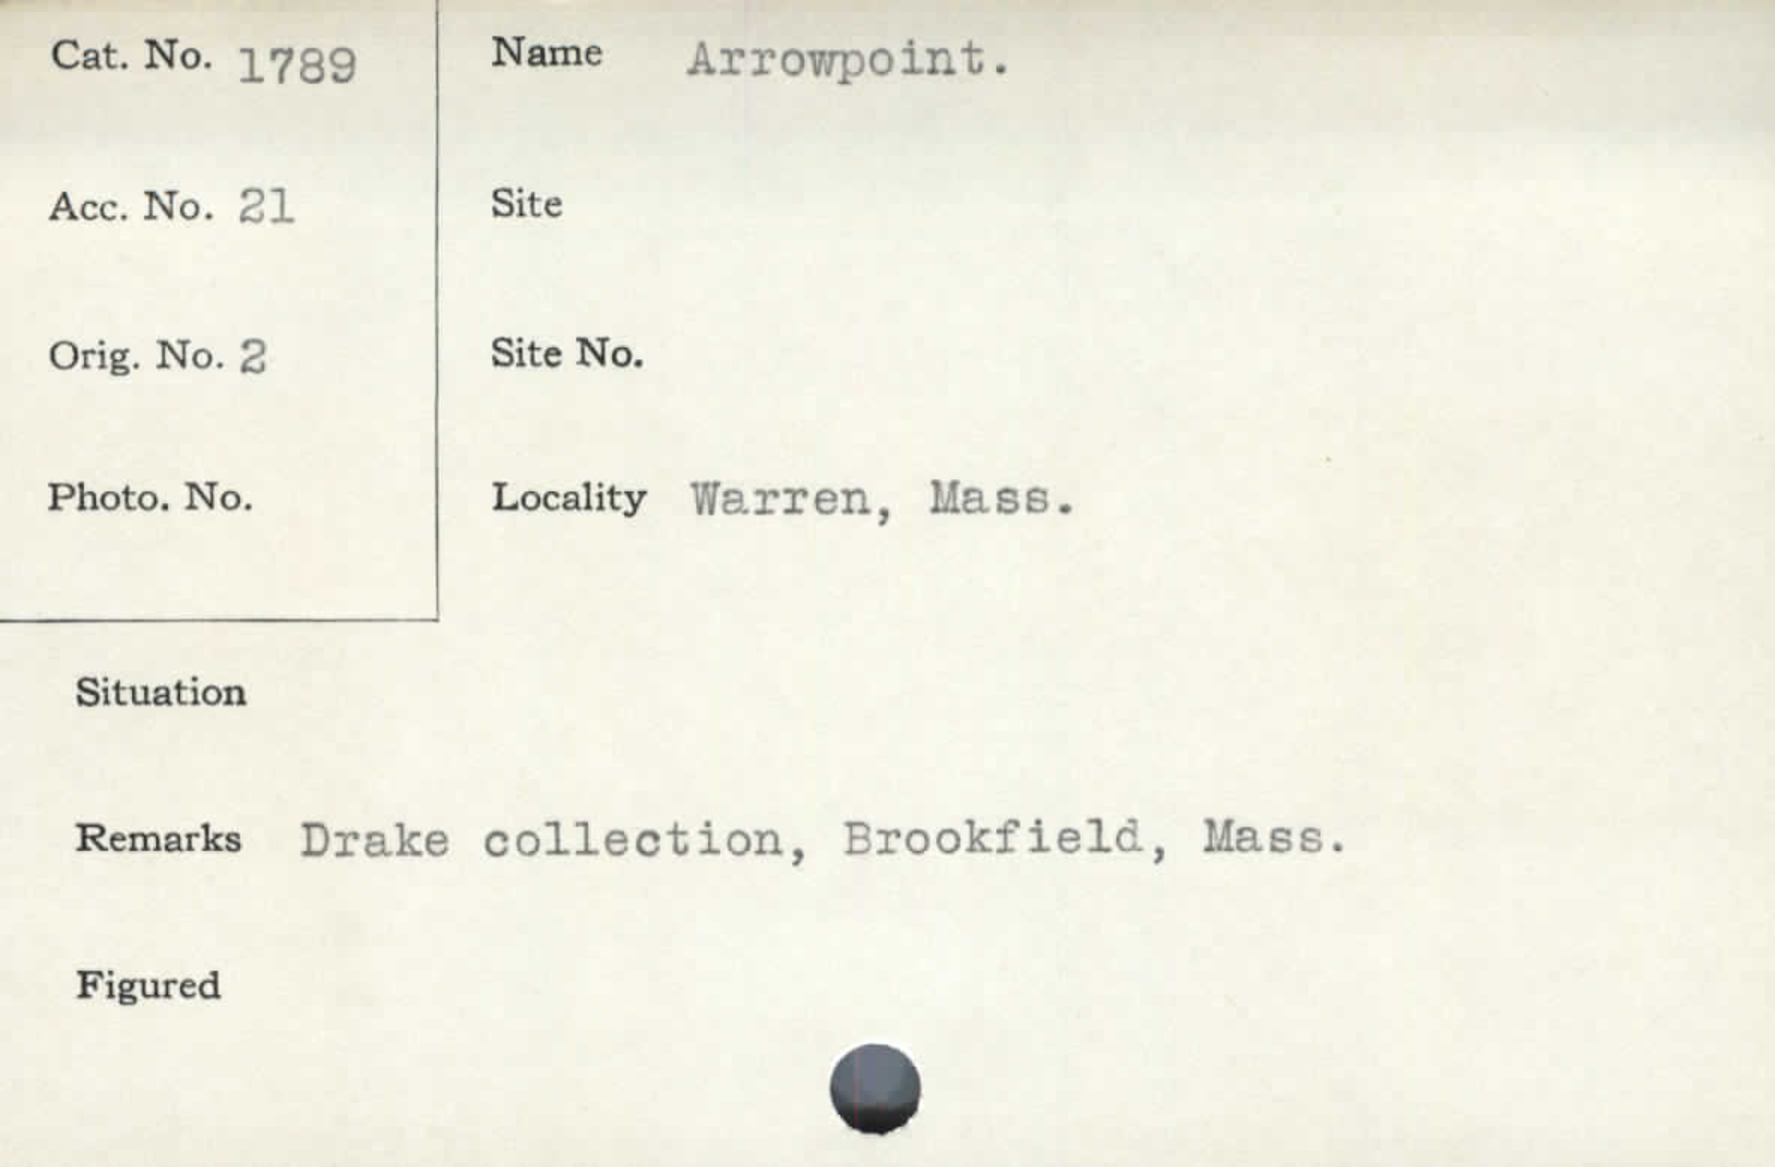 Cat. No. 1789
Name Arrowpoint.
Acc. No. 21
Site
Orig. No. 2
Site No.
Photo. No.
Locality Warren, Mass.
Situation
Remarks Drake collection, Brookfield, Mass.
Figured